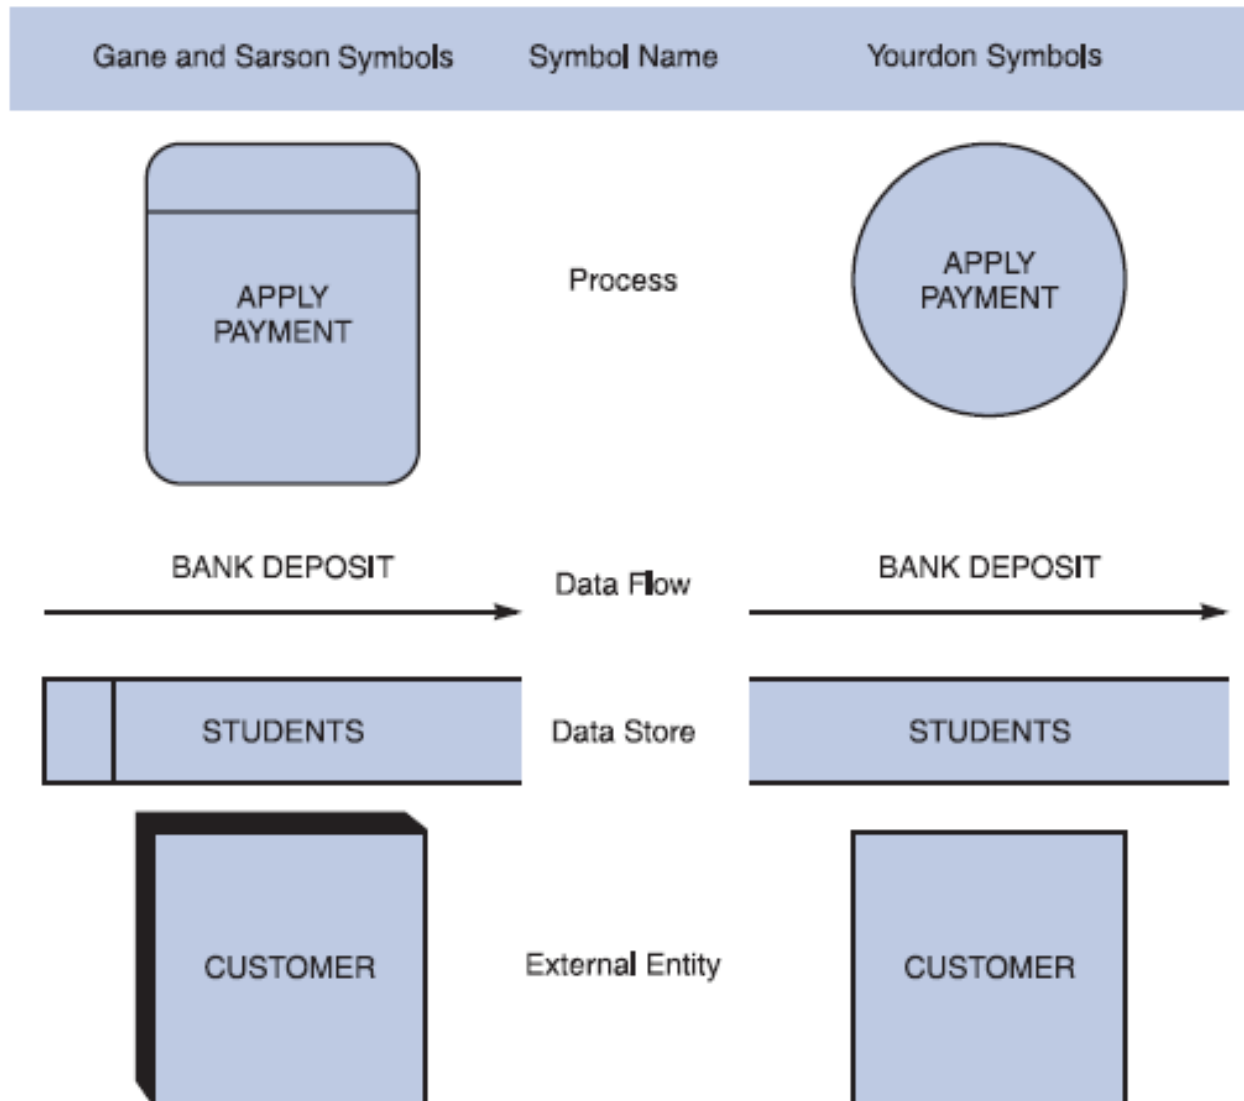 Gane and Sarson Symbols Symbol Name Yourdon Symbols
APPLY
PAYMENT
Process
APPLY
PAYMENT
BANK DEPOSIT
Data Flow
BANK DEPOSIT
STUDENTS
Data Store
STUDENTS
CUSTOMER
External Entity
CUSTOMER